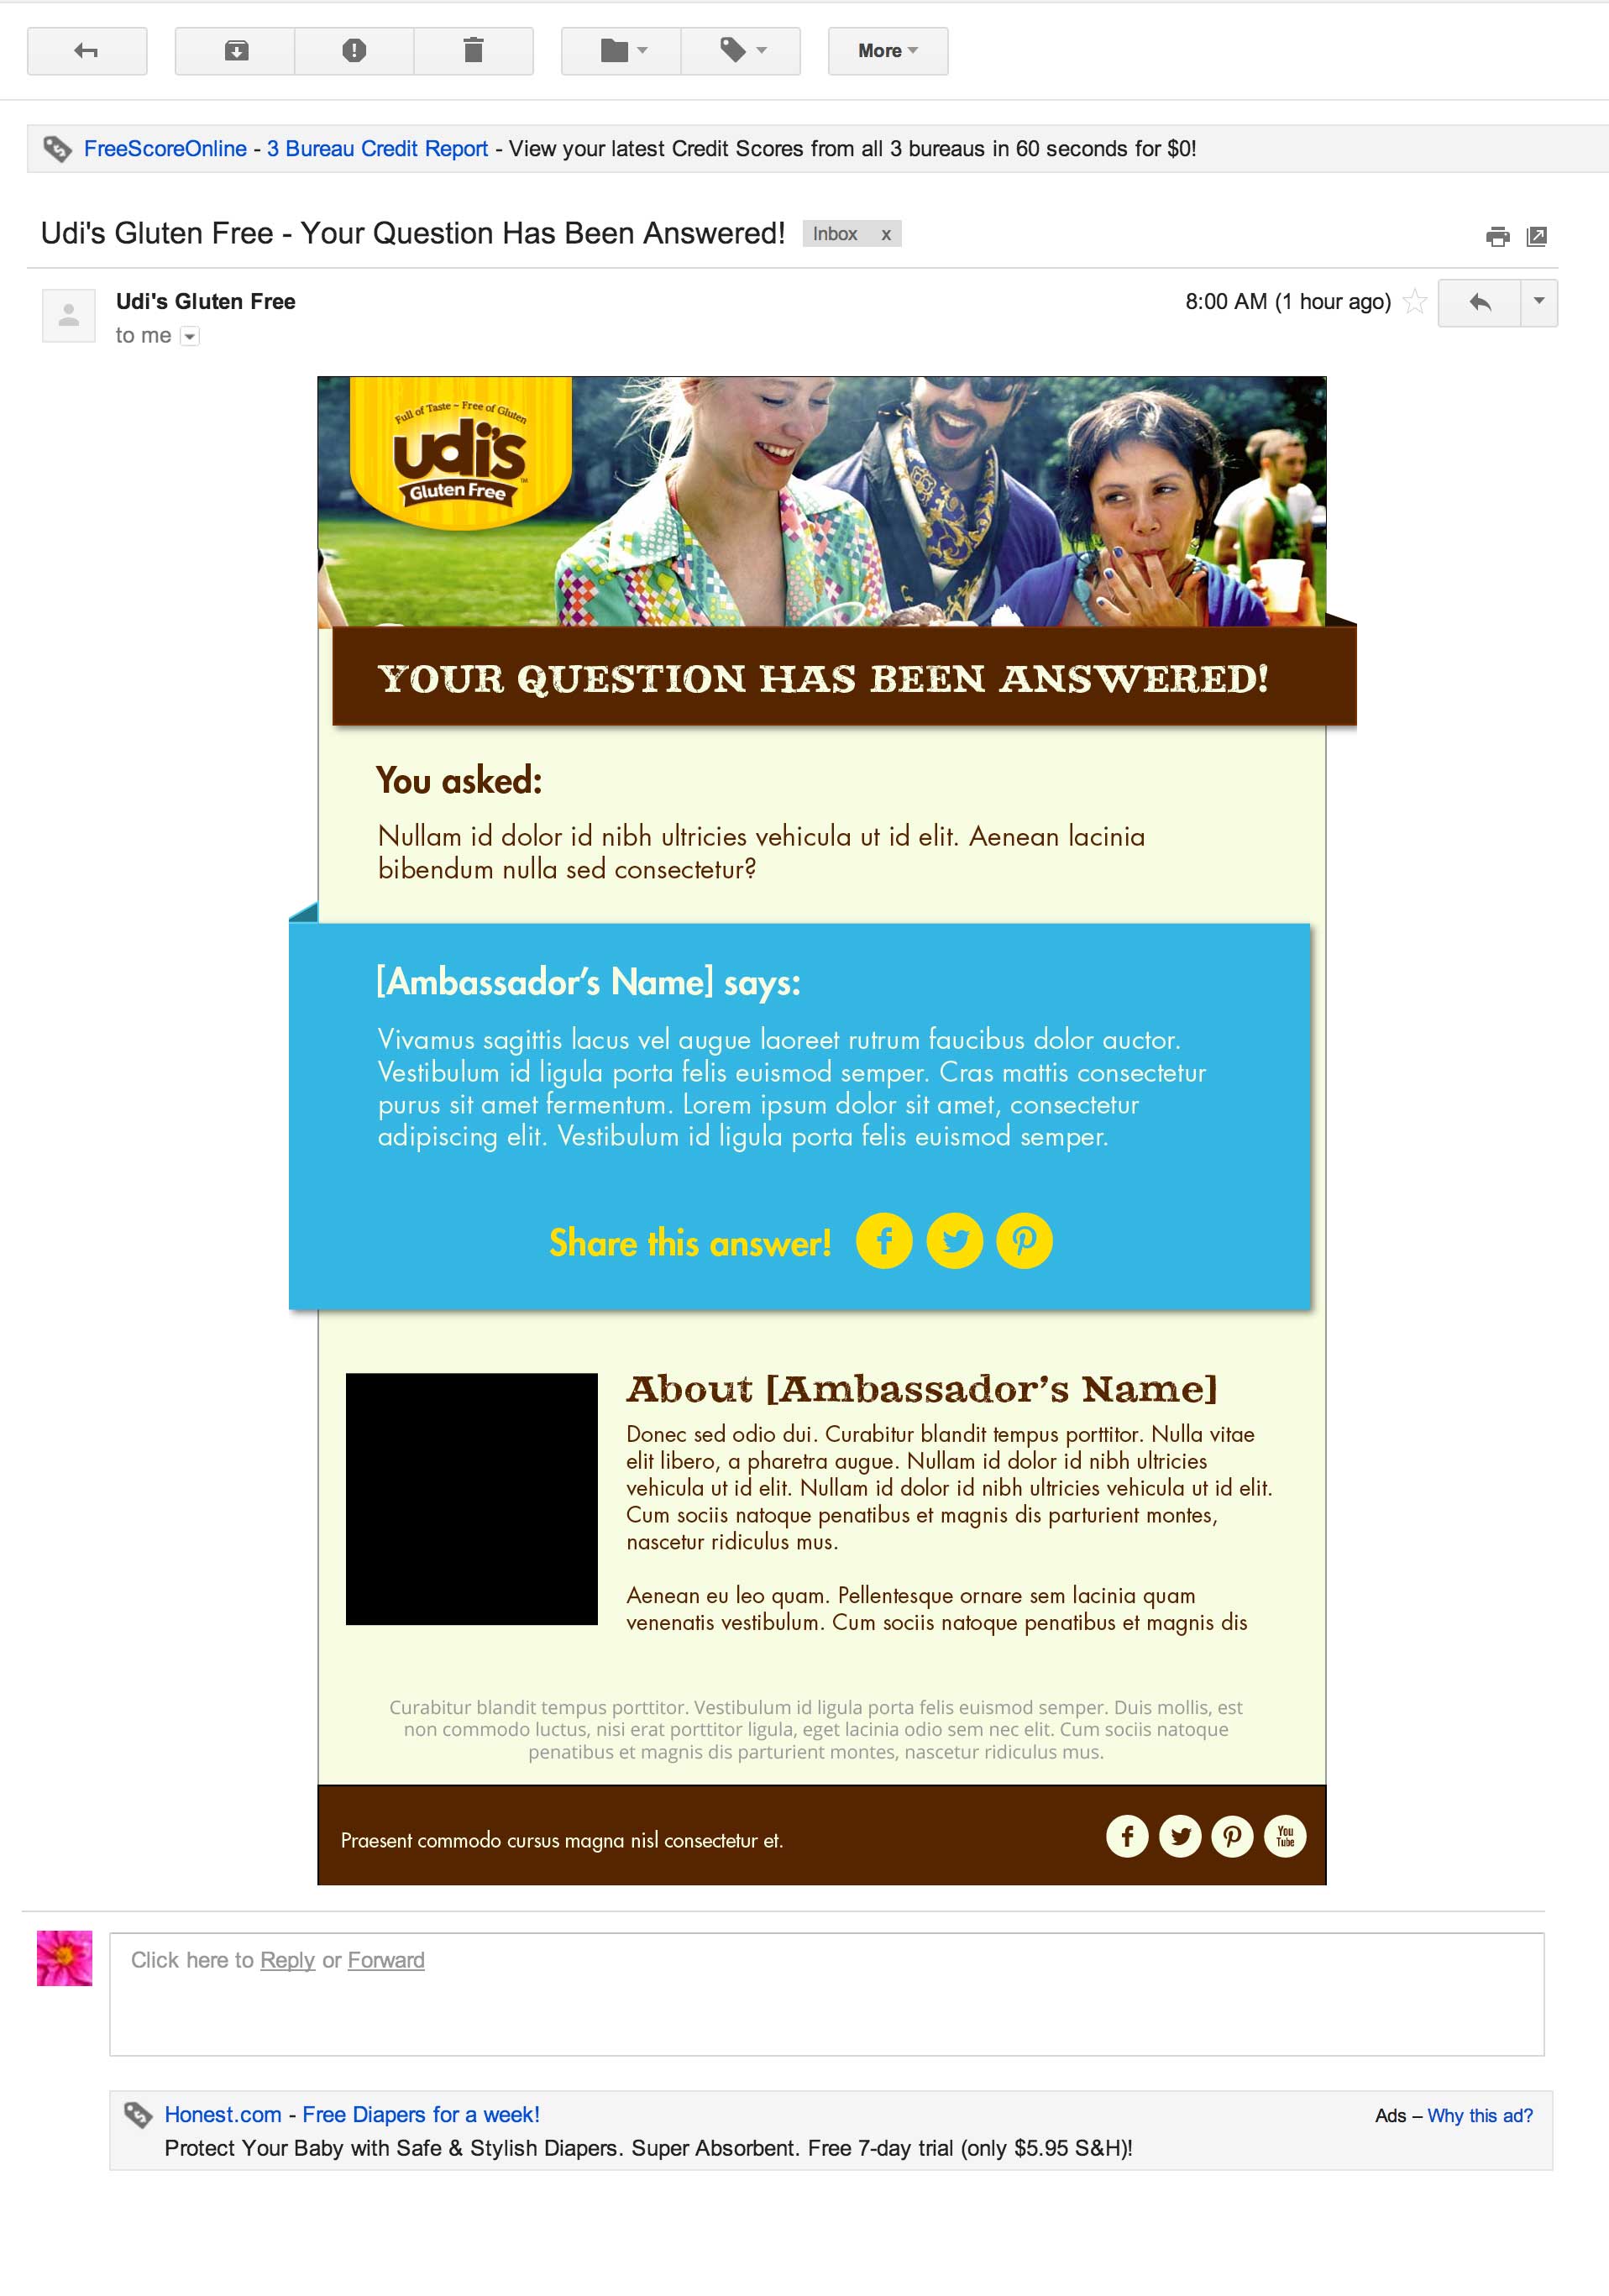 More
FreeScoreOnline - 3 Bureau Credit Report - View your latest Credit Scores from all 3 bureaus in 60 seconds for $0!
Udi's Gluten Free - Your Question Has Been Answered! Inbox x
Udi's Gluten Free 8:00 AM (1 hour ago)
to me
Full of Taste ~ Free of Gluten
udi's
Gluten Free™
YOUR QUESTION HAS BEEN ANSWERED!
You asked:
Nullam id dolor id nibh ultricies vehicula ut id elit. Aenean lacinia
bibendum nulla sed consectetur?
[Ambassador's Name] says:
Vivamus sagittis lacus vel augue laoreet rutrum faucibus dolor auctor.
Vestibulum id ligula porta felis euismod semper. Cras mattis consectetur
purus sit amet fermentum. Lorem ipsum dolor sit amet, consectetur
adipiscing elit. Vestibulum id ligula porta felis euismod semper.
Share this answer!
About [Ambassador's Name]
Donec sed odio dui. Curabitur blandit tempus porttitor. Nulla vitae
elit libero, a pharetra augue. Nullam id dolor id nibh ultricies
vehicula ut id elit. Nullam id dolor id nibh ultricies vehicula ut id elit.
Cum sociis natoque penatibus et magnis dis parturient montes,
nascetur ridiculus mus.
Aenean eu leo quam. Pellentesque ornare sem lacinia quam
venenatis vestibulum. Cum sociis natoque penatibus et magnis dis
Curabitur blandit tempus porttitor. Vestibulum id ligula porta felis euismod semper. Duis mollis, est
non commodo luctus, nisi erat porttitor ligula, eget lacinia odio sem nec elit. Cum sociis natoque
penatibus et magnis dis parturient montes, nascetur ridiculus mus.
Praesent commodo cursus magna nisl consectetur et.
You
Tube
Click here to Reply or Forward
Honest.com - Free Diapers for a week! Ads – Why this ad?
Protect Your Baby with Safe & Stylish Diapers. Super Absorbent. Free 7-day trial (only $5.95 S&H)!